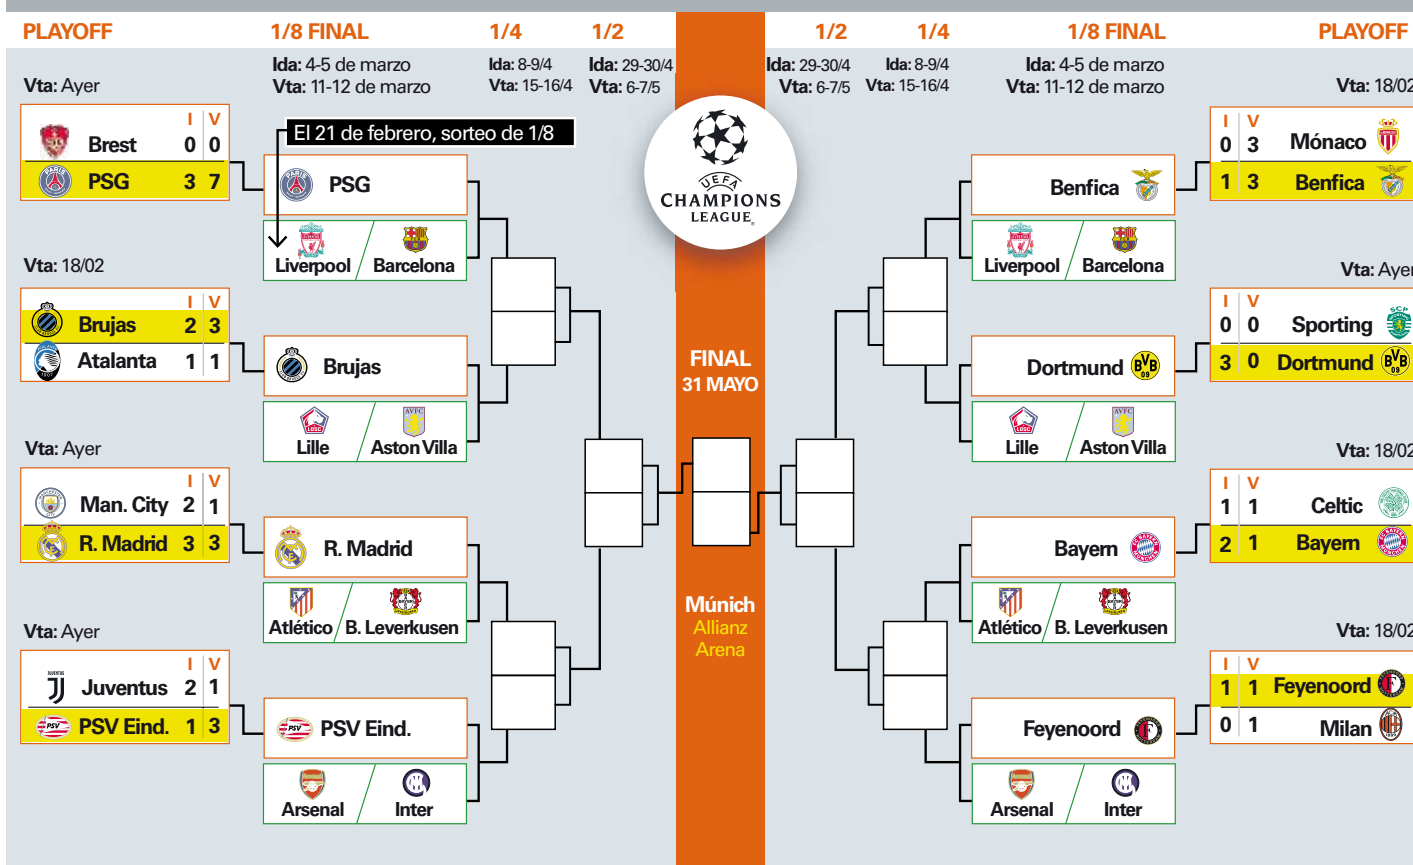 PLAYOFF 1/8 FINAL 1/4 1/2 1/2 1/4 1/8 FINAL PLAYOFF
Ida: 4-5 de marzo
Vta: 11-12 de marzo
Ida: 8-9/4
Vta: 15-16/4
Ida: 29-30/4
Vta: 6-7/5
Ida: 29-30/4
Vta: 6-7/5
Ida: 8-9/4
Vta: 15-16/4
Ida: 4-5 de marzo
Vta: 11-12 de marzo
El 21 de febrero, sorteo de 1/8
Vta: Ayer
I V
Brest 0 0
PSG 3 7
Vta: 18/02
I V
Brujas 2 3
Atalanta 1 1
Vta: Ayer
I V
Man. City 2 1
R. Madrid 3 3
Vta: Ayer
I V
Juventus 2 1
PSV Eind. 1 3
PSG
Liverpool Barcelona
Brujas
Lille Aston Villa
R. Madrid
Atlético B. Leverkusen
PSV Eind.
Arsenal Inter
UEFA
CHAMPIONS
LEAGUE
FINAL
31 MAYO
Múnich
Allianz
Arena
Benfica
Liverpool Barcelona
Dortmund
Lille Aston Villa
Bayern
Atlético B. Leverkusen
Feyenoord
Arsenal Inter
Vta: 18/02
I V
0 3 Mónaco
1 3 Benfica
Vta: Ayer
I V
0 0 Sporting
3 0 Dortmund
Vta: 18/02
I V
1 1 Celtic
2 1 Bayern
Vta: 18/02
I V
1 1 Feyenoord
0 1 Milan